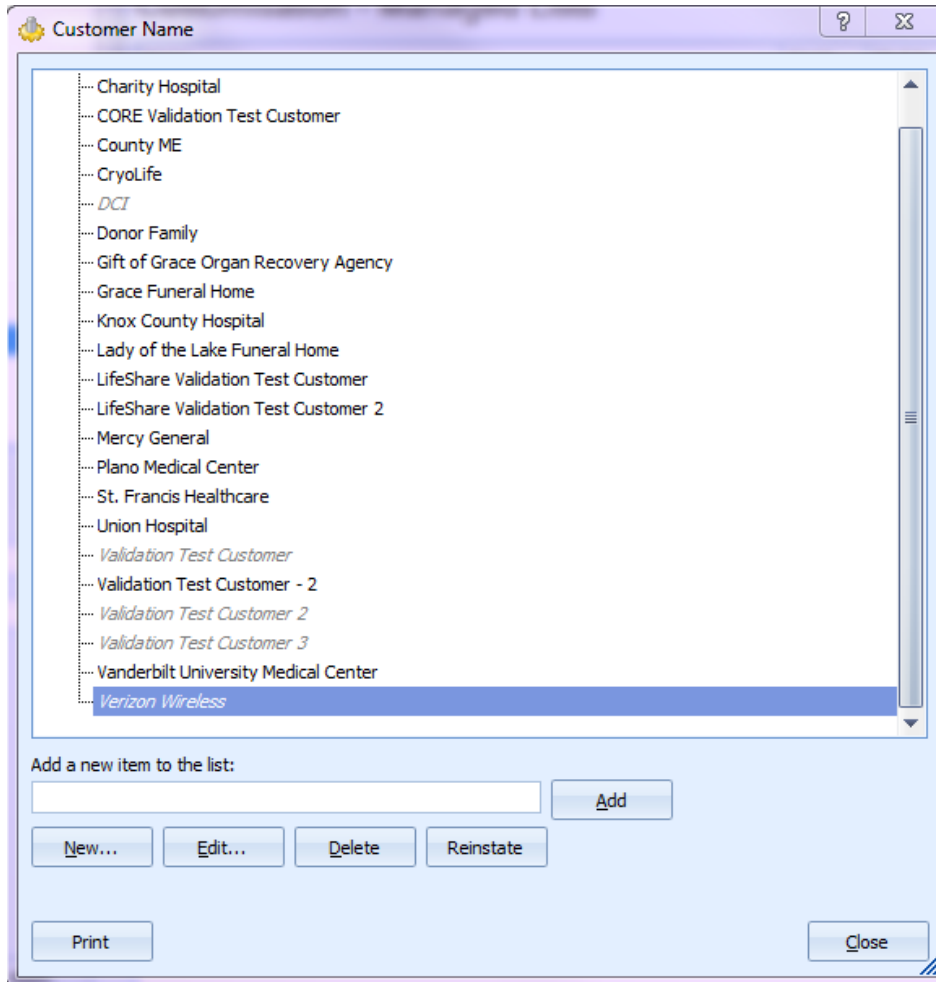 Customer Name
Charity Hospital
CORE Validation Test Customer
County ME
CryoLife
DCI
Donor Family
Gift of Grace Organ Recovery Agency
Grace Funeral Home
Knox County Hospital
Lady of the Lake Funeral Home
LifeShare Validation Test Customer
LifeShare Validation Test Customer 2
Mercy General
Plano Medical Center
St. Francis Healthcare
Union Hospital
Validation Test Customer
Validation Test Customer - 2
Validation Test Customer 2
Validation Test Customer 3
Vanderbilt University Medical Center
Verizon Wireless
Add a new item to the list:
Add
New... Edit... Delete Reinstate
Print Close